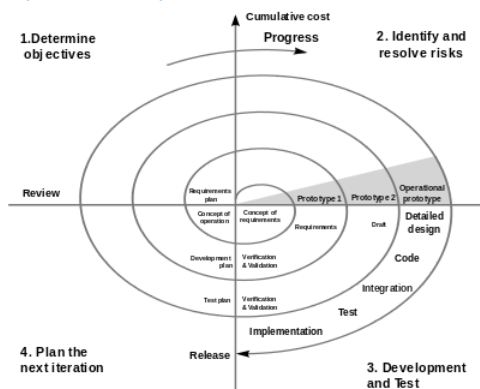 Cumulative cost
1.Determine
objectives
Progress
2. Identify and
resolve risks
Review
Requirements
plan
Prototype 1
Prototype 2
Operational
prototype
Concept of
operation
Concept of
requirements
Requirements
Draft
Detailed
design
Development
plan
Verification
& Validation
Code
Integration
Test plan
Verification
& Validation
Test
Implementation
Release
4. Plan the
next iteration
3. Development
and Test